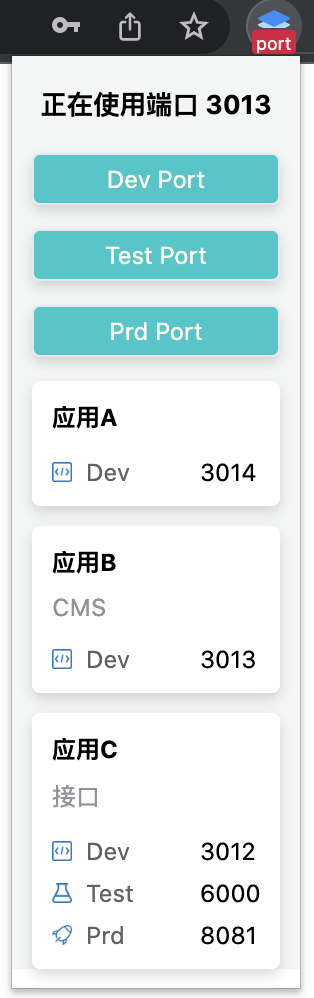 port
正在使用端口 3013
Dev Port
Test Port
Prd Port
应用A
Dev 3014
应用B
CMS
Dev 3013
应用C
接口
Dev 3012
Test 6000
Prd 8081